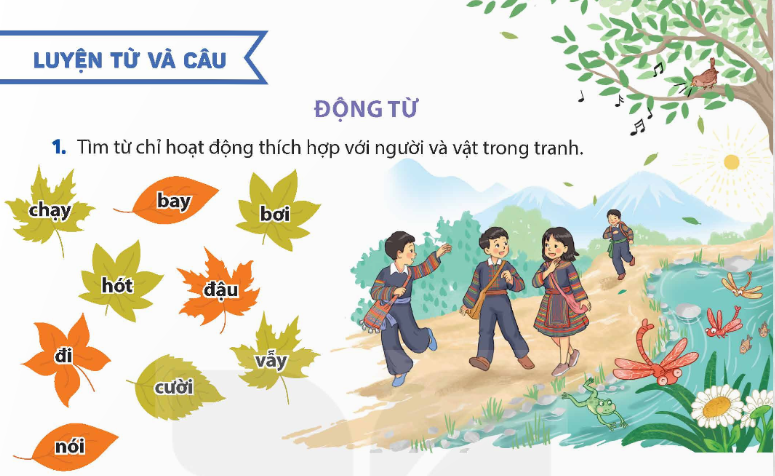 LUYỆN TỪ VÀ CÂU
ĐỘNG TỪ
1. Tìm từ chỉ hoạt động thích hợp với người và vật trong tranh.
chạy
bay
bơi
hót
đậu
đi
cười
vẫy
nói